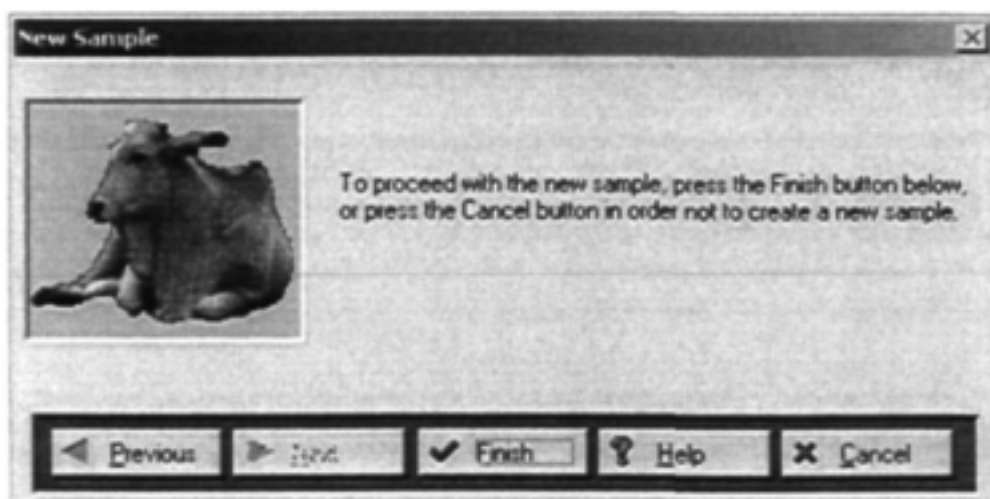 New Sample
To proceed with the new sample, press the Finish button below,
or press the Cancel button in order not to create a new sample.
Previous
Next
Finish
Help
Cancel